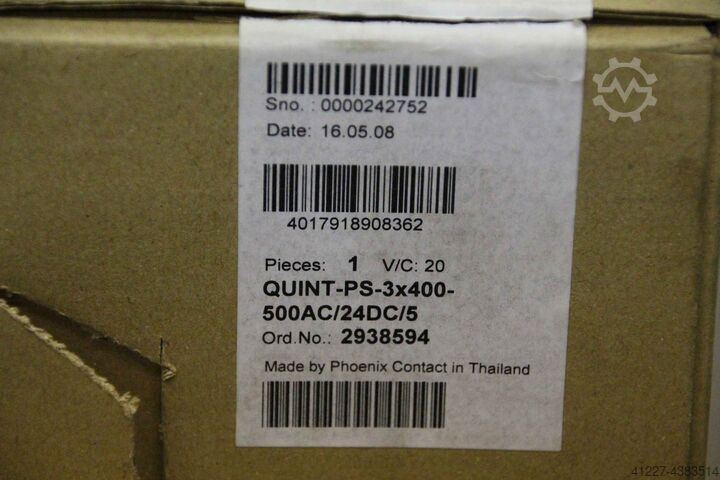 Sno. : 0000242752
Date: 16.05.08
4017918908362
Pieces: 1 V/C: 20
QUINT-PS-3x400-
500AC/24DC/5
Ord.No.: 2938594
Made by Phoenix Contact in Thailand
41227-4383514